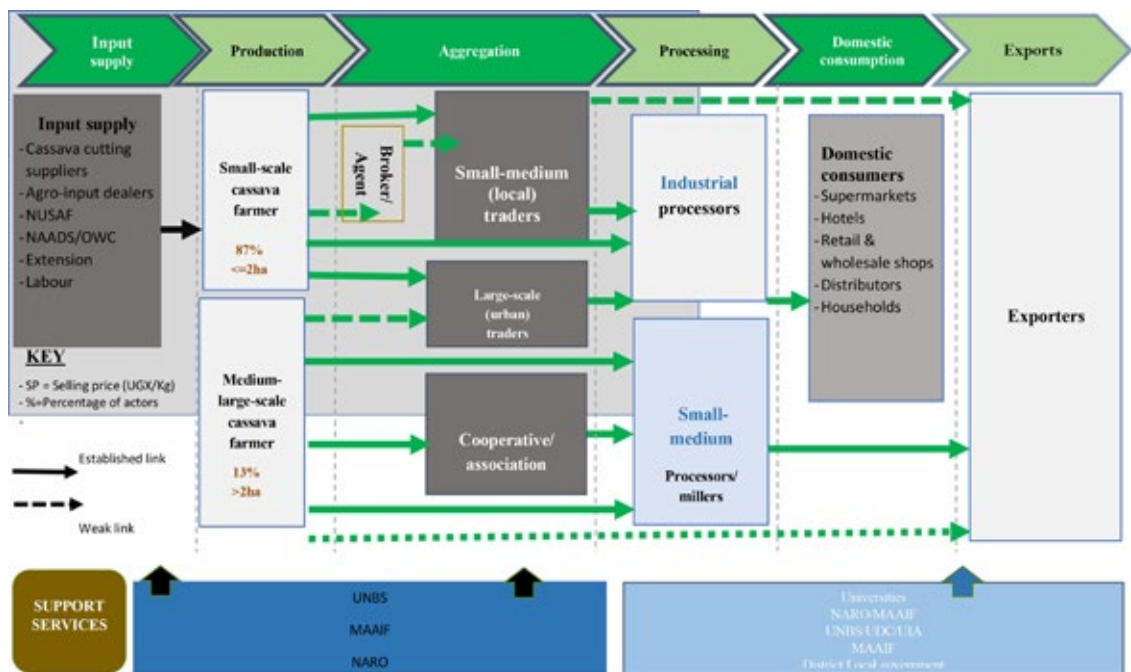 Input
supply
Production
Aggregation
Processing
Domestic
consumption
Exports
Input supply
- Cassava cutting
suppliers
- Agro-input dealers
- NUSAF
- NAADS/OWC
- Extension
- Labour
KEY
- SP = Selling price (UGX/Kg)
- %=Percentage of actors
-
Established link
Weak link
Small-scale
cassava
farmer
87%
<=2ha
Medium-
large-scale
cassava
farmer
13%
>2ha
Broker/
Agent
Small-medium
(local)
traders
Large-scale
(urban)
traders
Cooperative/
association
Industrial
processors
Small-
medium
Processors/
millers
Domestic
consumers
- Supermarkets
- Hotels
- Retail &
wholesale shops
- Distributors
- Households
Exporters
SUPPORT
SERVICES
UNBS
MAAIF
NARO
Universities
NARO/MAAIF
UNBS/UDC/UIA
MAAIF
District Local government